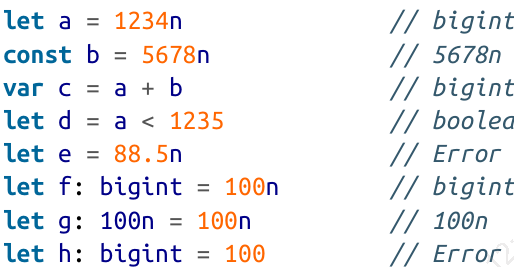 let a = 1234n // bigint
const b = 5678n // 5678n
var c = a + b // bigint
let d = a < 1235 // boolea
let e = 88.5n // Error
let f: bigint = 100n // bigint
let g: 100n = 100n // 100n
let h: bigint = 100 // Error